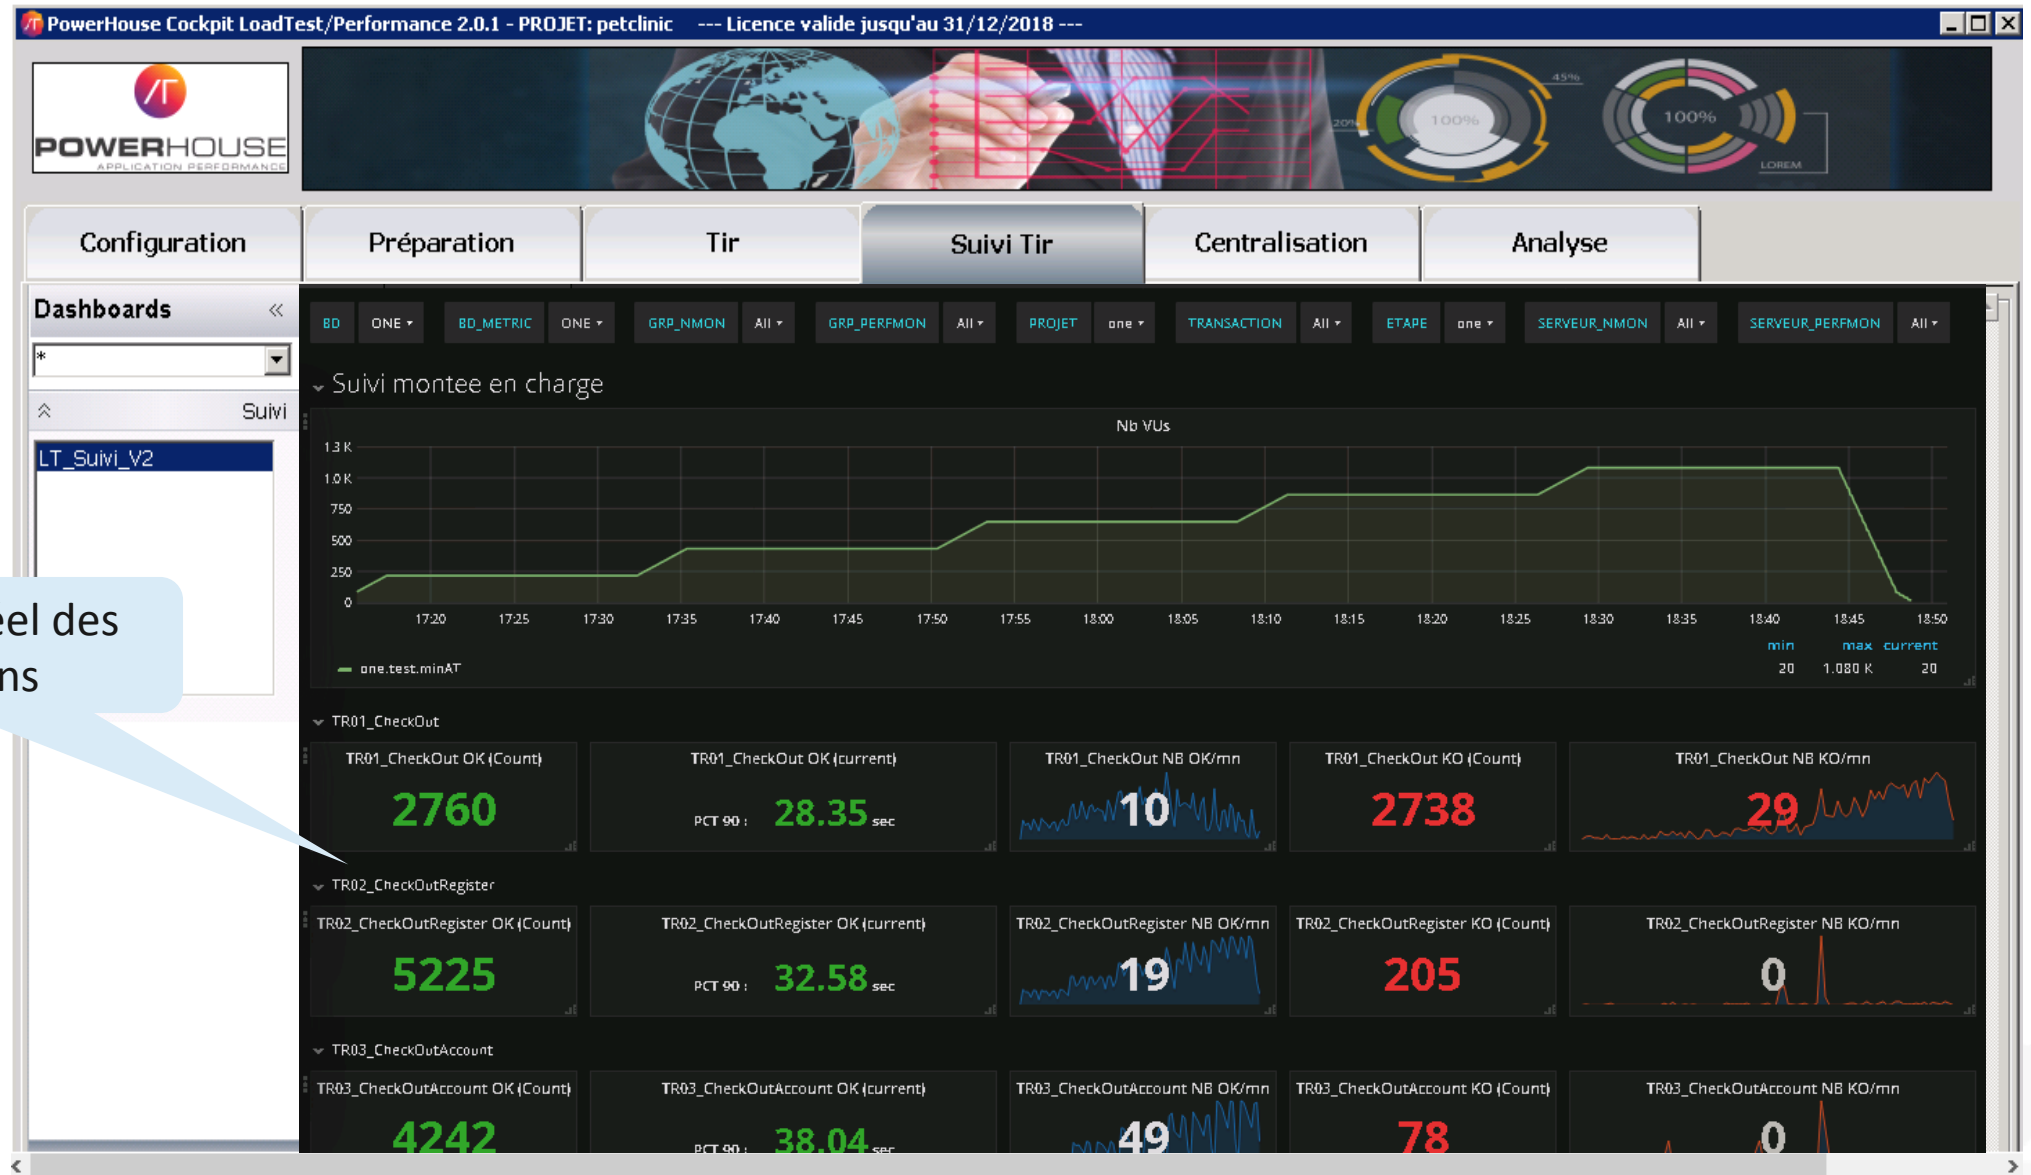 PowerHouse Cockpit LoadTest/Performance 2.0.1 - PROJET: petclinic --- Licence valide jusqu'au 31/12/2018 ---
POWERHOUSE
APPLICATION PERFORMANCE
20%
100%
45%
100%
LOREM
Configuration Préparation Tir Suivi Tir Centralisation Analyse
Dashboards
*
Suivi
LT_Suivi_V2
BD ONE BD_METRIC ONE GRP_NMON All GRP_PERFMON All PROJET one TRANSACTION All ETAPE one SERVEUR_NMON All SERVEUR_PERFMON All
Suivi montee en charge
Nb VUs
1.3 K
1.0 K
750
500
250
0
17:20 17:25 17:30 17:35 17:40 17:45 17:50 17:55 18:00 18:05 18:10 18:15 18:20 18:25 18:30 18:35 18:40 18:45 18:50
min max current
one.test.minAT 20 1.080 K 20
des
TR01_CheckOut
TR01_CheckOut OK (Count) TR01_CheckOut OK (current) TR01_CheckOut NB OK/mn TR01_CheckOut KO (Count) TR01_CheckOut NB KO/mn
2760 PCT 90 : 28.35 sec 10 2738 29
TR02_CheckOutRegister
TR02_CheckOutRegister OK (Count) TR02_CheckOutRegister OK (current) TR02_CheckOutRegister NB OK/mn TR02_CheckOutRegister KO (Count) TR02_CheckOutRegister NB KO/mn
5225 PCT 90 : 32.58 sec 19 205 0
TR03_CheckOutAccount
TR03_CheckOutAccount OK (Count) TR03_CheckOutAccount OK (current) TR03_CheckOutAccount NB OK/mn TR03_CheckOutAccount KO (Count) TR03_CheckOutAccount NB KO/mn
4242 PCT 90 : 38.04 sec 49 78 0